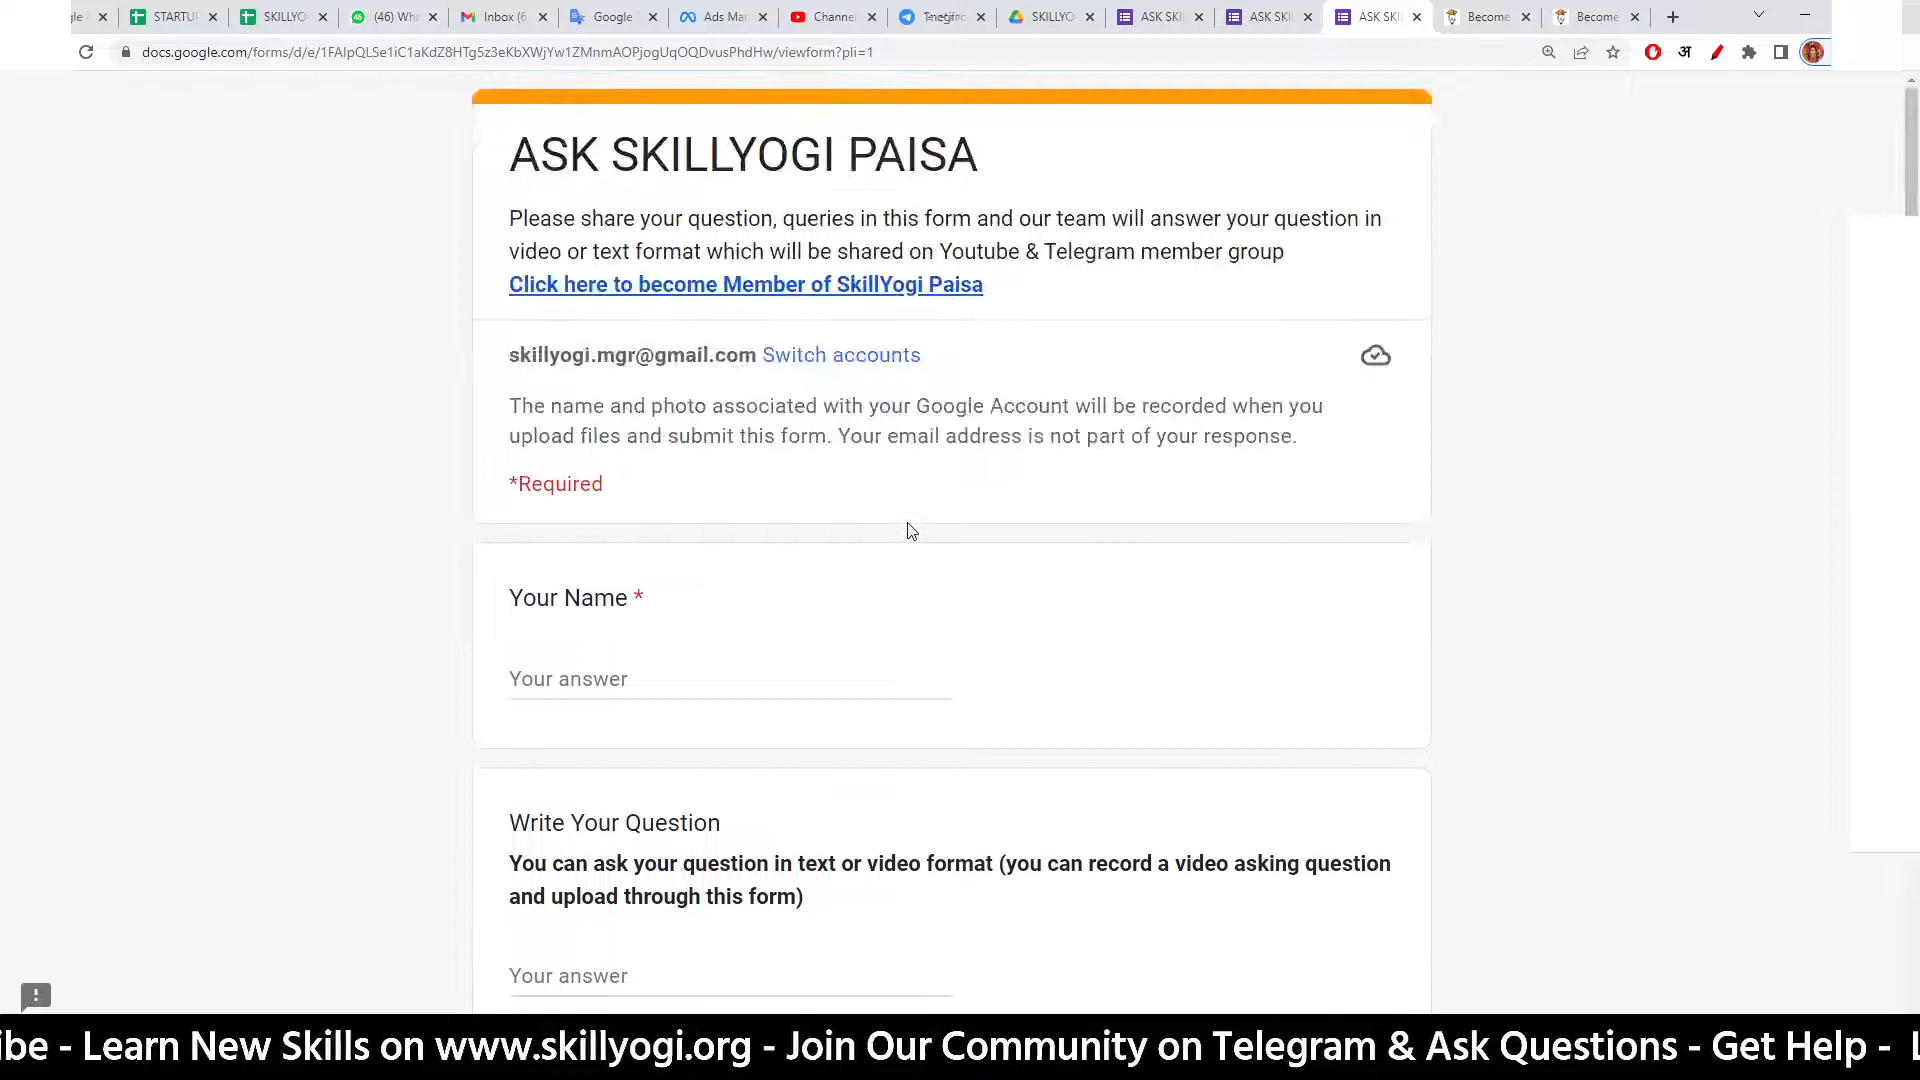 STARTUP
SKILLYO
(46) Wha
Inbox (6
Google
Ads Ma
Channe
SKILLYO
ASK SKI
ASK SKI
ASK SKI
Become
Become
docs.google.com/forms/d/e/1FAIpQLSe1iC1aKdZ8HTg5z3eKbXWjYw1ZMnmAOPjogUqOQDvusPhdHw/viewform?pli=1
अ
ASK SKILLYOGI PAISA
Please share your question, queries in this form and our team will answer your question in
video or text format which will be shared on Youtube & Telegram member group
Click here to become Member of SkillYogi Paisa
skillyogi.mgr@gmail.com Switch accounts
The name and photo associated with your Google Account will be recorded when you
upload files and submit this form. Your email address is not part of your response.
*Required
Your Name *
Your answer
Write Your Question
You can ask your question in text or video format (you can record a video asking question
and upload through this form)
Your answer
ibe - Learn New Skills on www.skillyogi.org - Join Our Community on Telegram & Ask Questions - Get Help - L